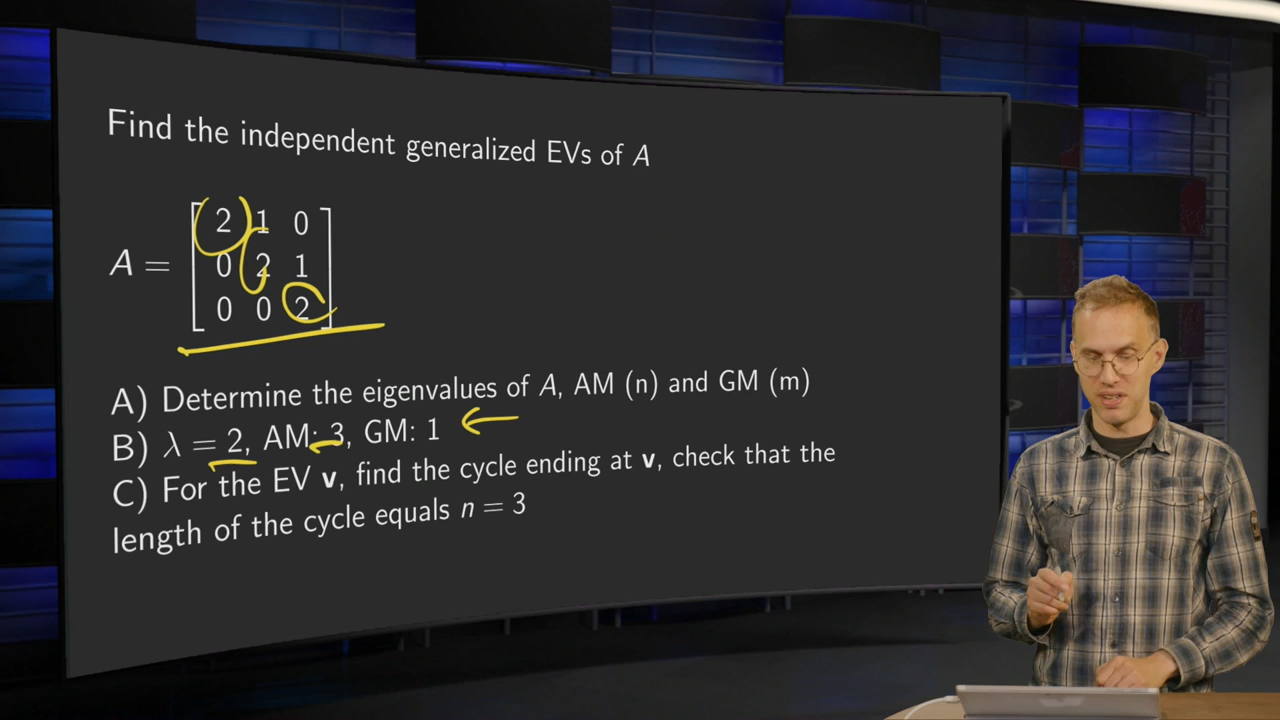 Find the independent generalized EVs of A
A = [2 1 0
0 2 1
0 0 2]
A) Determine the eigenvalues of A, AM (n) and GM (m)
B) λ = 2, AM: 3, GM: 1
C) For the EV v, find the cycle ending at v, check that the
length of the cycle equals n = 3